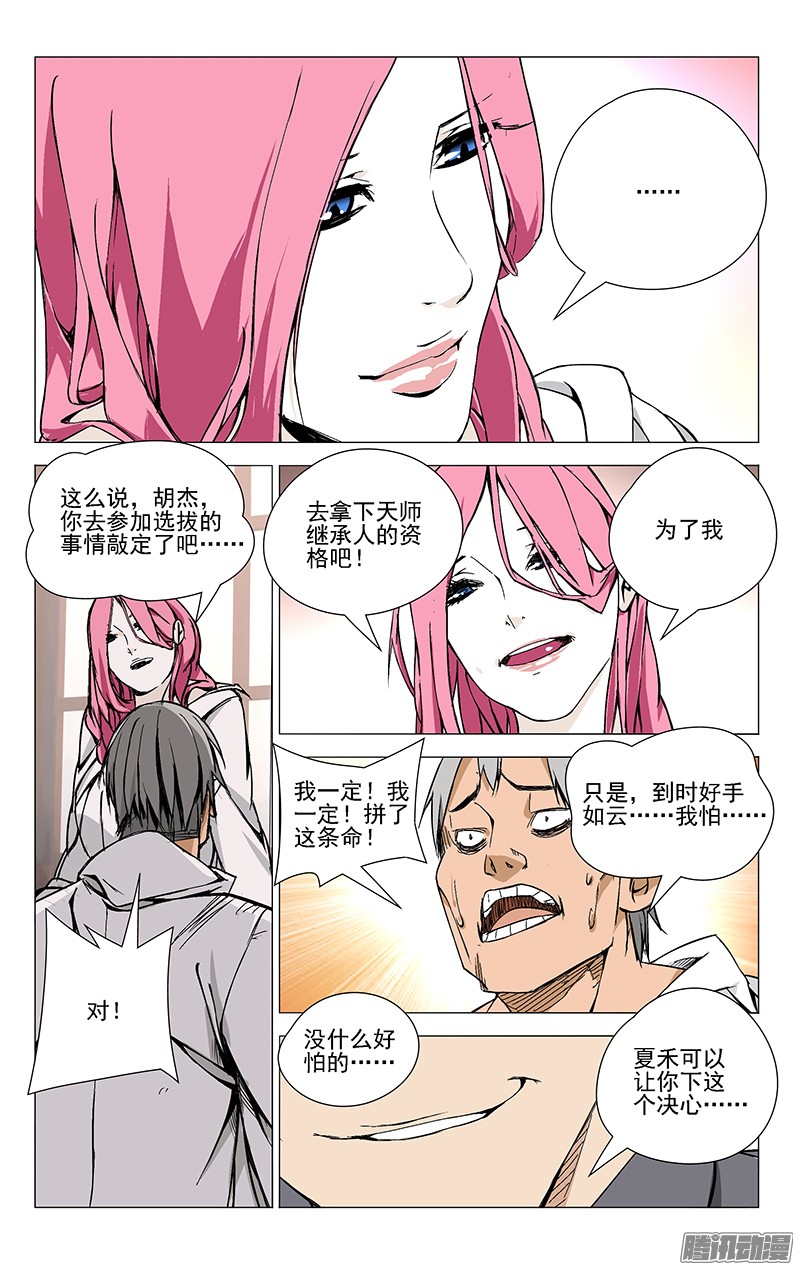 ……
这么说，胡杰，
你去参加选拔的
事情敲定了吧……
对！
去拿下天师
继承人的资
格吧！
为了我
我一定！我
一定！拼了
这条命！
只是，到时好手
如云……我怕……
没什么好
怕的……
夏禾可以
让你下这
个决心……
腾讯动漫